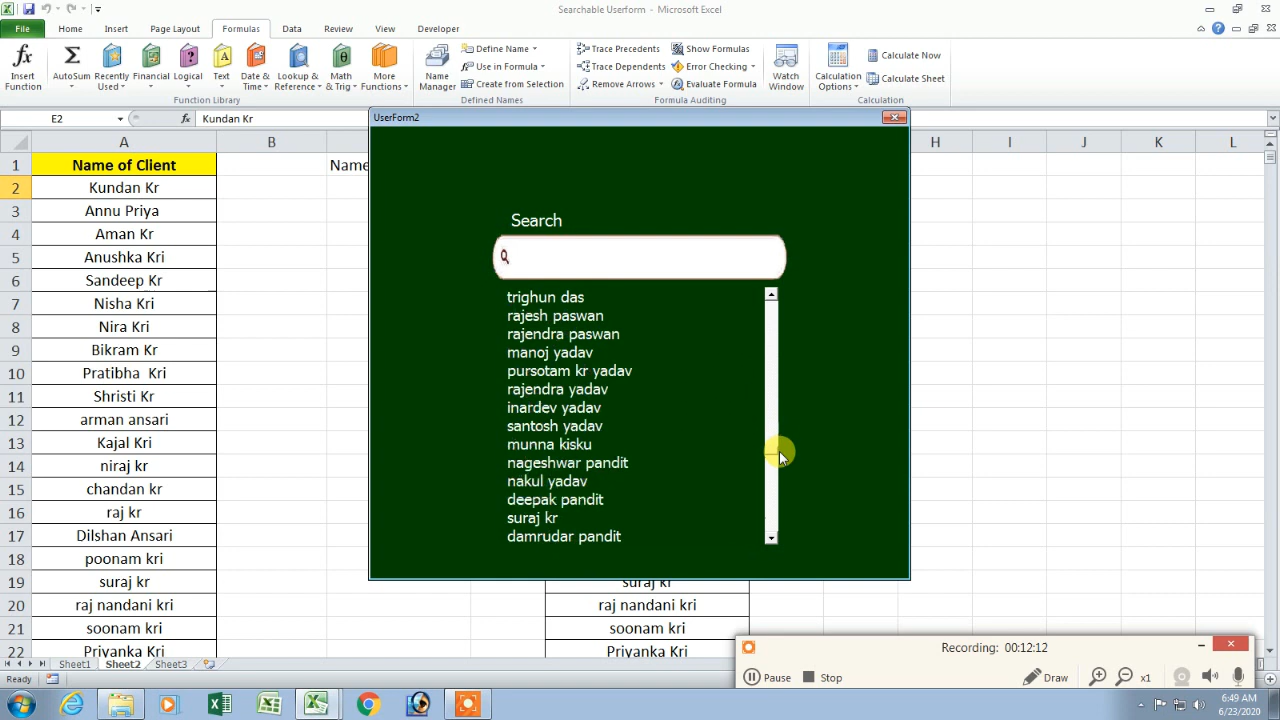 Searchable Userform - Microsoft Excel
File Home Insert Page Layout Formulas Data Review View Developer
Insert Function
AutoSum
Recently Used
Financial
Logical
Text
Date & Time
Lookup & Reference
Math & Trig
More Functions
Function Library
Name Manager
Define Name
Use in Formula
Create from Selection
Defined Names
Trace Precedents
Trace Dependents
Remove Arrows
Show Formulas
Error Checking
Evaluate Formula
Formula Auditing
Watch Window
Calculation Options
Calculate Now
Calculate Sheet
Calculation
E2 fx Kundan Kr
A B H I J K L
1 Name of Client Name
2 Kundan Kr
3 Annu Priya
4 Aman Kr
5 Anushka Kri
6 Sandeep Kr
7 Nisha Kri
8 Nira Kri
9 Bikram Kr
10 Pratibha Kri
11 Shristi Kr
12 arman ansari
13 Kajal Kri
14 niraj kr
15 chandan kr
16 raj kr
17 Dilshan Ansari
18 poonam kri
19 suraj kr suraj kr
20 raj nandani kri raj nandani kri
21 soonam kri soonam kri
22 Priyanka Kri Priyanka Kri
UserForm2
Search
trighun das
rajesh paswan
rajendra paswan
manoj yadav
pursotam kr yadav
rajendra yadav
inardev yadav
santosh yadav
munna kisku
nageshwar pandit
nakul yadav
deepak pandit
suraj kr
damrudar pandit
Sheet1 Sheet2 Sheet3
Ready
Recording: 00:12:12
Pause Stop Draw x1
6:49 AM
6/23/2020